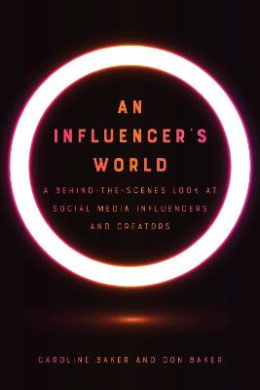 AN
INFLUENCER'S
WORLD
A BEHIND-THE-SCENES LOOK AT
SOCIAL MEDIA INFLUENCERS
AND CREATORS
CAROLINE BAKER AND DON BAKER